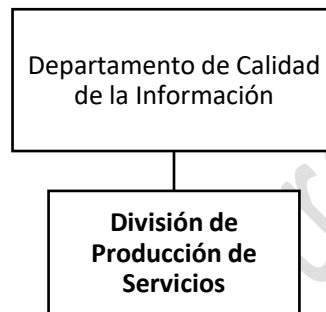 Departamento de Calidad
de la Información
División de
Producción de
Servicios